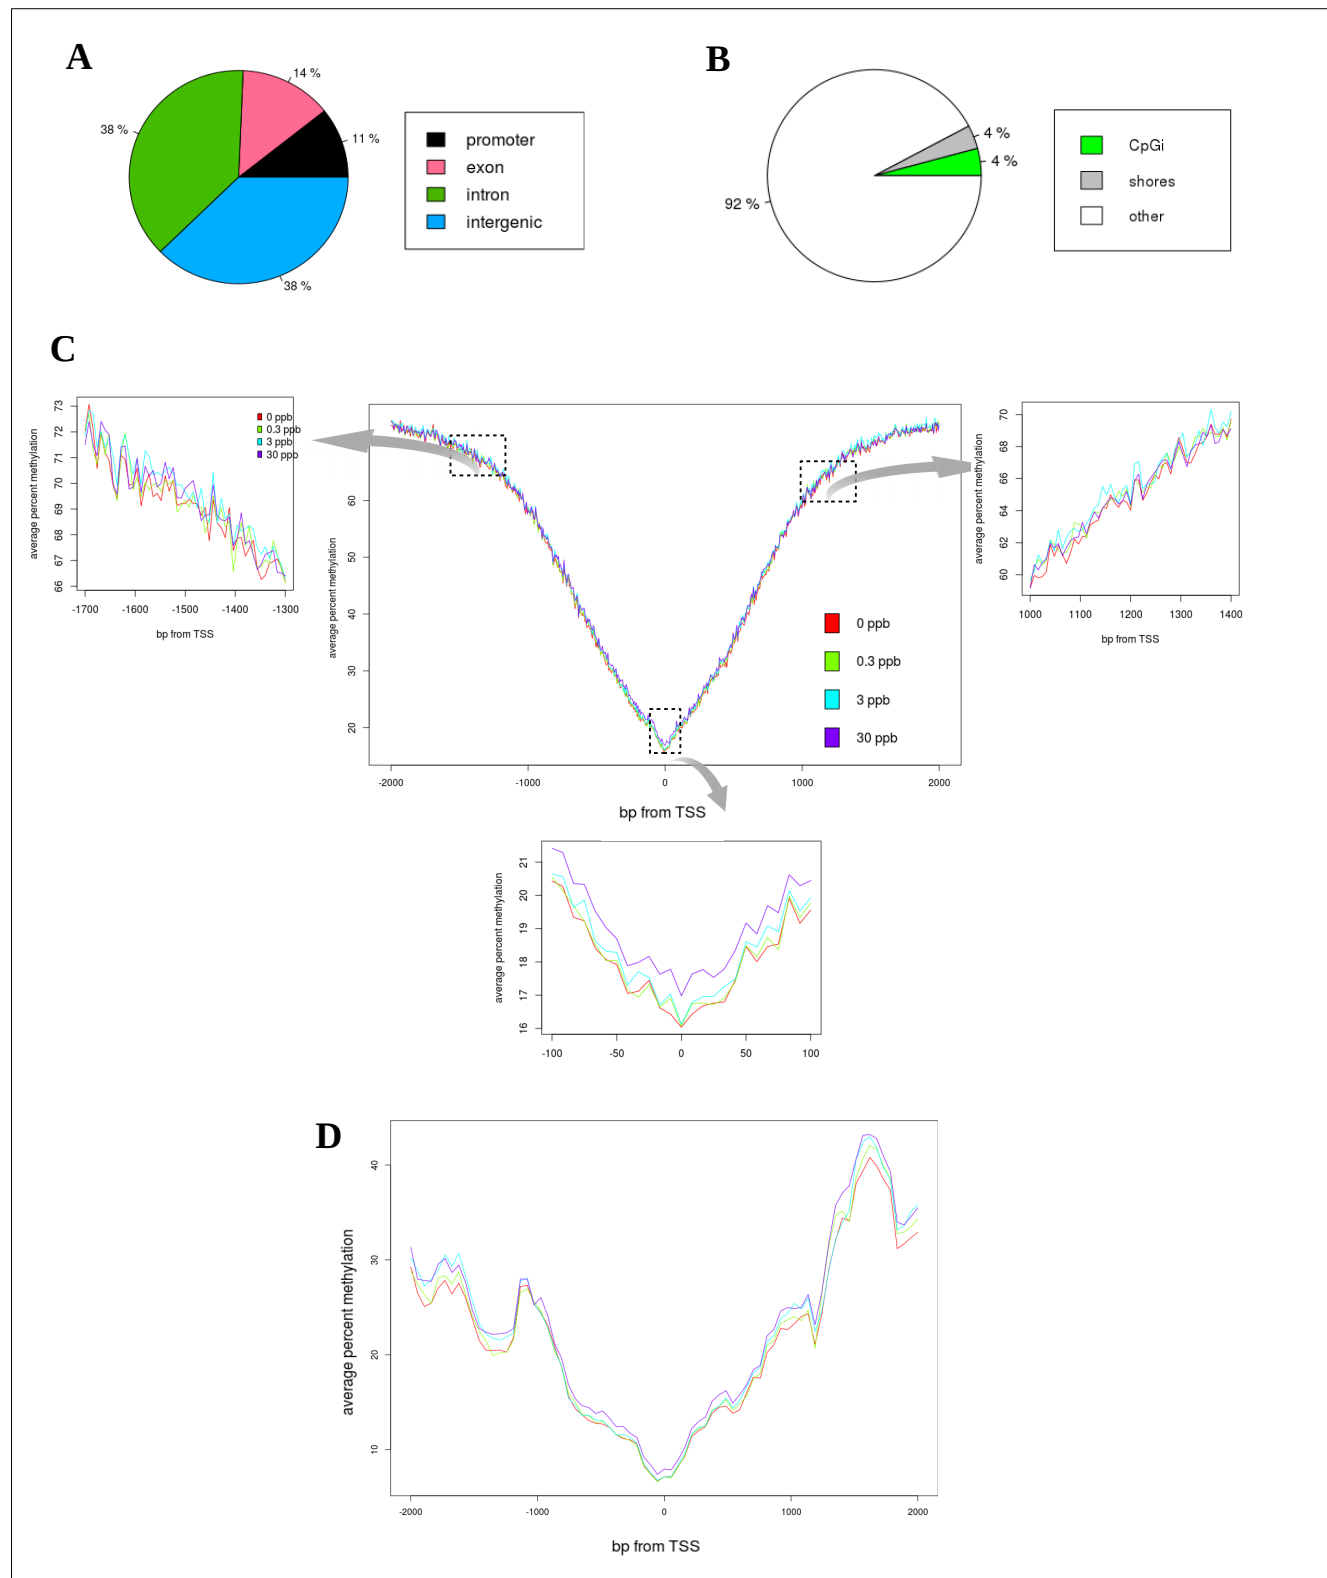 A
14 %
38 %
11 %
38 %
promoter
exon
intron
intergenic
B
4 %
4 %
92 %
CpGi
shores
other
C
average percent methylation
73
72
71
70
69
68
67
66
0 ppb
0.3 ppb
3 ppb
30 ppb
-1700
-1600
-1500
-1400
-1300
bp from TSS
average percent methylation
60
50
40
30
20
0 ppb
0.3 ppb
3 ppb
30 ppb
-2000
-1000
0
1000
2000
bp from TSS
average percent methylation
70
68
66
64
62
60
1000
1100
1200
1300
1400
bp from TSS
average percent methylation
21
20
19
18
17
16
-100
-50
0
50
100
D
average percent methylation
40
30
20
10
-2000
-1000
0
1000
2000
bp from TSS